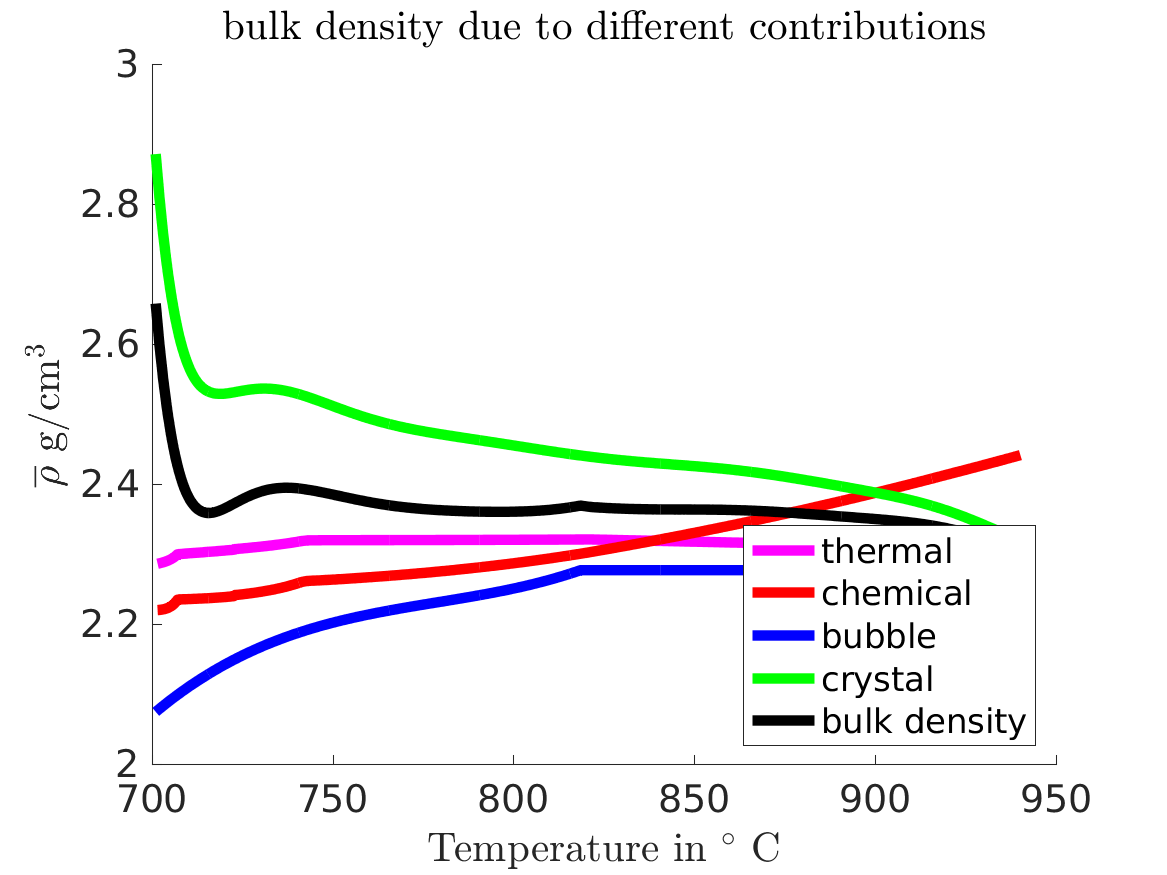 bulk density due to different contributions
3
2.8
2.6
2.4
2.2
2
ρ̅ g/cm³
700 750 800 850 900 950
Temperature in ° C
thermal
chemical
bubble
crystal
bulk density